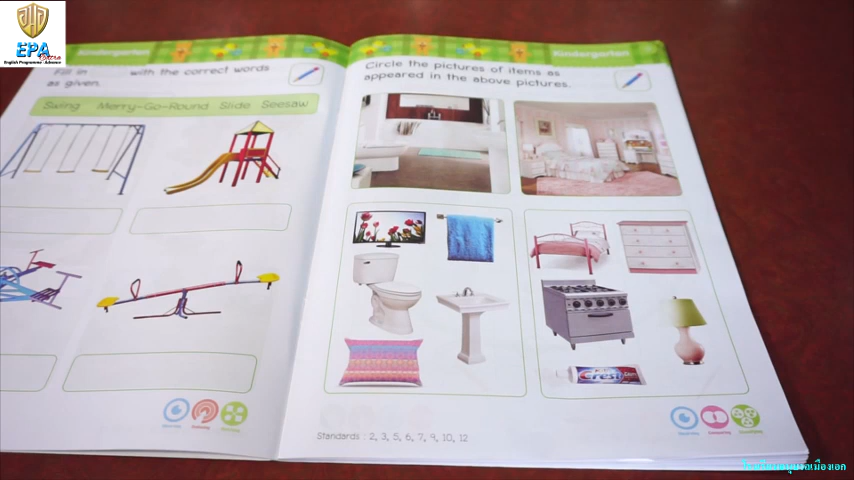 EPA Extra
English Programme Advance
Kindergarten
Fill in with the correct words
as given.
Swing Merry-Go-Round Slide Seesaw
Kindergarten
Circle the pictures of items as
appeared in the above pictures.
Crest
Standards : 2, 3, 5, 6, 7, 9, 10, 12